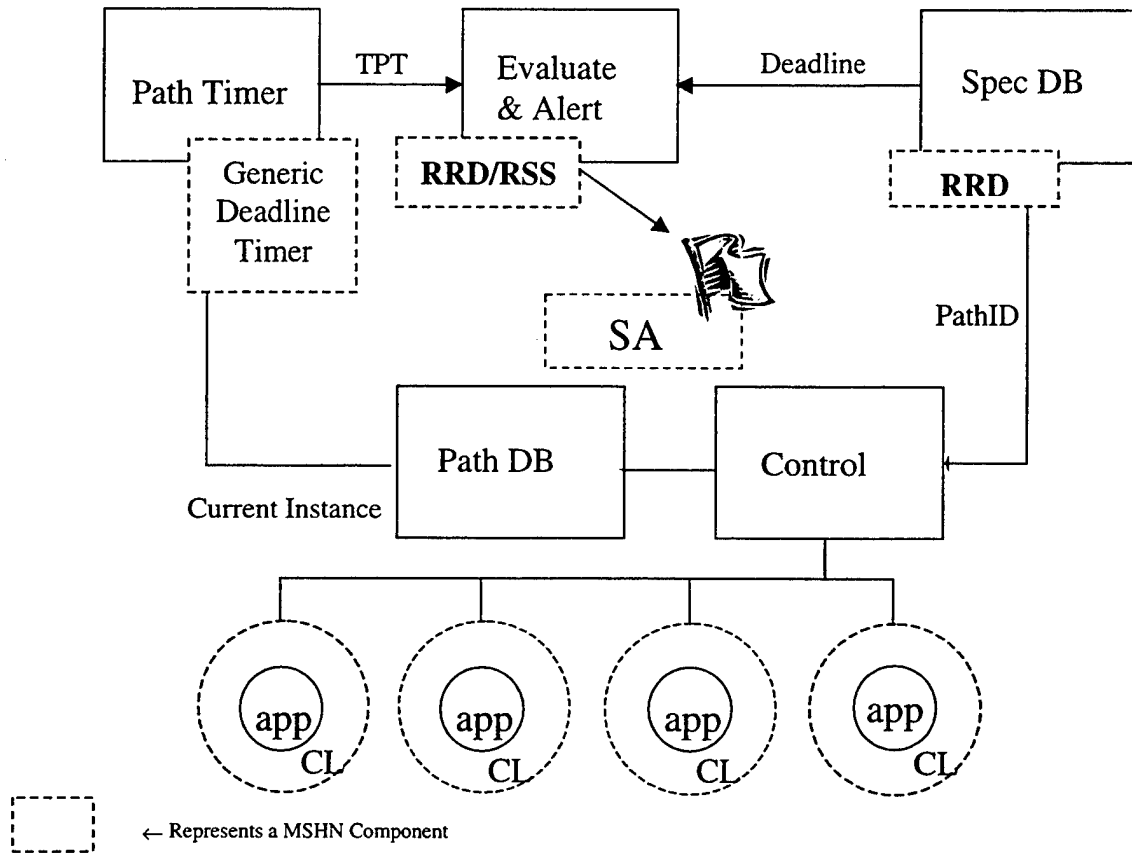 Path Timer
TPT
Evaluate
& Alert
Deadline
Spec DB
Generic
Deadline
Timer
RRD/RSS
RRD
SA
PathID
Path DB
Control
Current Instance
app
CL
app
CL
app
CL
app
CL
← Represents a MSHN Component